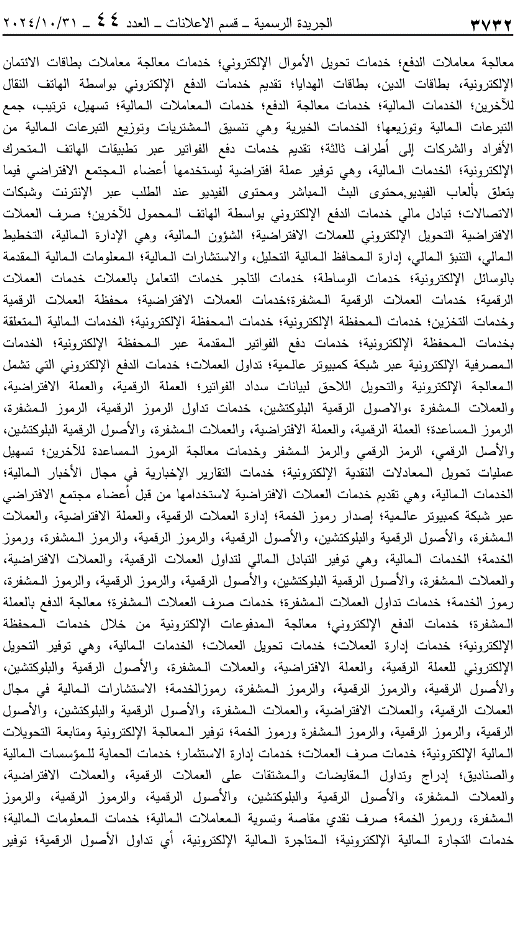 ٣٧٣٢ الجريدة الرسمية – قسم الاعلانات – العدد ٤٤ – ٢٠٢٤/١٠/٣١
معالجة معاملات الدفع؛ خدمات تحويل الأموال الإلكتروني؛ خدمات معالجة معاملات بطاقات الائتمان
الإلكترونية، بطاقات الدين، بطاقات الهدايا؛ تقديم خدمات الدفع الإلكتروني بواسطة الهاتف النقال
للآخرين؛ الخدمات المالية؛ خدمات معالجة الدفع؛ خدمات المعاملات المالية؛ تسهيل، ترتيب، جمع
التبرعات المالية وتوزيعها؛ الخدمات الخيرية وهي تنسيق المشتريات وتوزيع التبرعات المالية من
الأفراد والشركات إلى أطراف ثالثة؛ تقديم خدمات دفع الفواتير عبر تطبيقات الهاتف المتحرك
الإلكترونية؛ الخدمات المالية، وهي توفير عملة افتراضية ليستخدمها أعضاء المجتمع الافتراضي فيما
يتعلق بألعاب الفيديو,محتوى البث المباشر ومحتوى الفيديو عند الطلب عبر الإنترنت وشبكات
الاتصالات؛ تبادل مالي خدمات الدفع الإلكتروني بواسطة الهاتف المحمول للآخرين؛ صرف العملات
الافتراضية التحويل الإلكتروني للعملات الافتراضية؛ الشؤون المالية، وهي الإدارة المالية، التخطيط
المالي، التنبؤ المالي، إدارة المحافظ المالية التحليل، والاستشارات المالية؛ المعلومات المالية المقدمة
بالوسائل الإلكترونية؛ خدمات الوساطة؛ خدمات التاجر خدمات التعامل بالعملات خدمات العملات
الرقمية؛ خدمات العملات الرقمية المشفرة؛خدمات العملات الافتراضية؛ محفظة العملات الرقمية
وخدمات التخزين؛ خدمات المحفظة الإلكترونية؛ خدمات المحفظة الإلكترونية؛ الخدمات المالية المتعلقة
بخدمات المحفظة الإلكترونية؛ خدمات دفع الفواتير المقدمة عبر المحفظة الإلكترونية؛ الخدمات
المصرفية الإلكترونية عبر شبكة كمبيوتر عالمية؛ تداول العملات؛ خدمات الدفع الإلكتروني التي تشمل
المعالجة الإلكترونية والتحويل اللاحق لبيانات سداد الفواتير؛ العملة الرقمية، والعملة الافتراضية،
والعملات المشفرة ،والاصول الرقمية البلوكتشين، خدمات تداول الرموز الرقمية، الرموز المشفرة،
الرموز المساعدة؛ العملة الرقمية، والعملة الافتراضية، والعملات المشفرة، والأصول الرقمية البلوكتشين،
والأصل الرقمي، الرمز الرقمي والرمز المشفر وخدمات معالجة الرموز المساعدة للآخرين؛ تسهيل
عمليات تحويل المعادلات النقدية الإلكترونية؛ خدمات التقارير الإخبارية في مجال الأخبار المالية؛
الخدمات المالية، وهي تقديم خدمات العملات الافتراضية لاستخدامها من قبل أعضاء مجتمع الافتراضي
عبر شبكة كمبيوتر عالمية؛ إصدار رموز الخمة؛ إدارة العملات الرقمية، والعملة الافتراضية، والعملات
المشفرة، والأصول الرقمية والبلوكتشين، والأصول الرقمية، والرموز الرقمية، والرموز المشفرة، ورموز
الخدمة؛ الخدمات المالية، وهي توفير التبادل المالي لتداول العملات الرقمية، والعملات الافتراضية،
والعملات المشفرة، والأصول الرقمية البلوكتشين، والأصول الرقمية، والرموز الرقمية، والرموز المشفرة،
رموز الخدمة؛ خدمات تداول العملات المشفرة؛ خدمات صرف العملات المشفرة؛ معالجة الدفع بالعملة
المشفرة؛ خدمات الدفع الإلكتروني؛ معالجة المدفوعات الإلكترونية من خلال خدمات المحفظة
الإلكترونية؛ خدمات إدارة العملات؛ خدمات تحويل العملات؛ الخدمات المالية، وهي توفير التحويل
الإلكتروني للعملة الرقمية، والعملة الافتراضية، والعملات المشفرة، والأصول الرقمية والبلوكتشين،
والأصول الرقمية، والرموز الرقمية، والرموز المشفرة، رموزالخدمة؛ الاستشارات المالية في مجال
العملات الرقمية، والعملات الافتراضية، والعملات المشفرة، والأصول الرقمية والبلوكتشين، والأصول
الرقمية، والرموز الرقمية، والرموز المشفرة ورموز الخمة؛ توفير المعالجة الإلكترونية ومتابعة التحويلات
المالية الإلكترونية؛ خدمات صرف العملات؛ خدمات إدارة الاستثمار؛ خدمات الحماية للمؤسسات المالية
والصناديق؛ إدراج وتداول المقايضات والمشتقات على العملات الرقمية، والعملات الافتراضية،
والعملات المشفرة، والأصول الرقمية والبلوكتشين، والأصول الرقمية، والرموز الرقمية، والرموز
المشفرة، ورموز الخمة؛ صرف نقدي مقاصة وتسوية المعاملات المالية؛ خدمات المعلومات المالية؛
خدمات التجارة المالية الإلكترونية؛ المتاجرة المالية الإلكترونية، أي تداول الأصول الرقمية؛ توفير